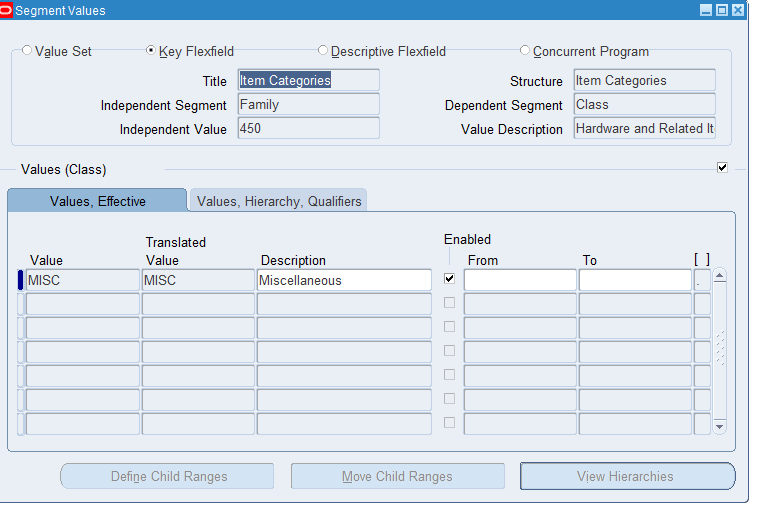 Segment Values
Value Set Key Flexfield Descriptive Flexfield Concurrent Program
Title Item Categories Structure Item Categories
Independent Segment Family Dependent Segment Class
Independent Value 450 Value Description Hardware and Related It
Values (Class)
Values, Effective Values, Hierarchy, Qualifiers
Translated Enabled
Value Value Description From To [ ]
MISC MISC Miscellaneous .
Define Child Ranges Move Child Ranges View Hierarchies